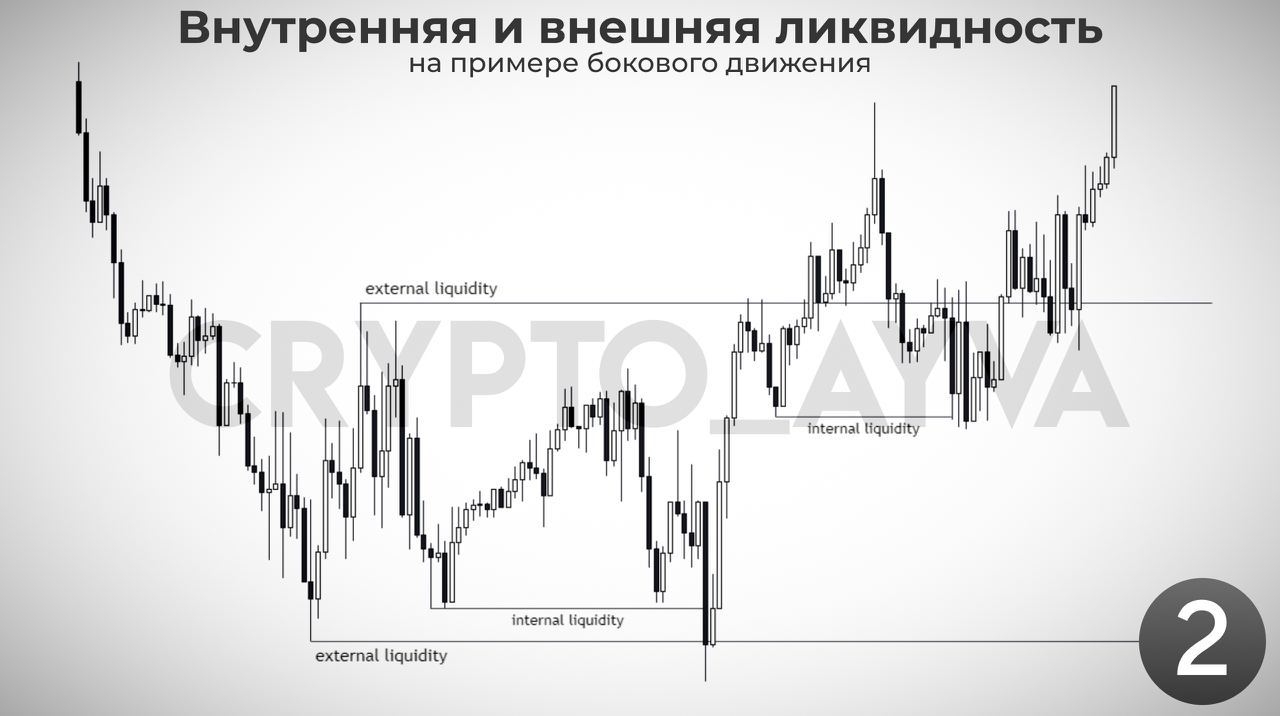 Внутренняя и внешняя ликвидность
на примере бокового движения
external liquidity
CRYPTO_AYVA
internal liquidity
internal liquidity
external liquidity
2